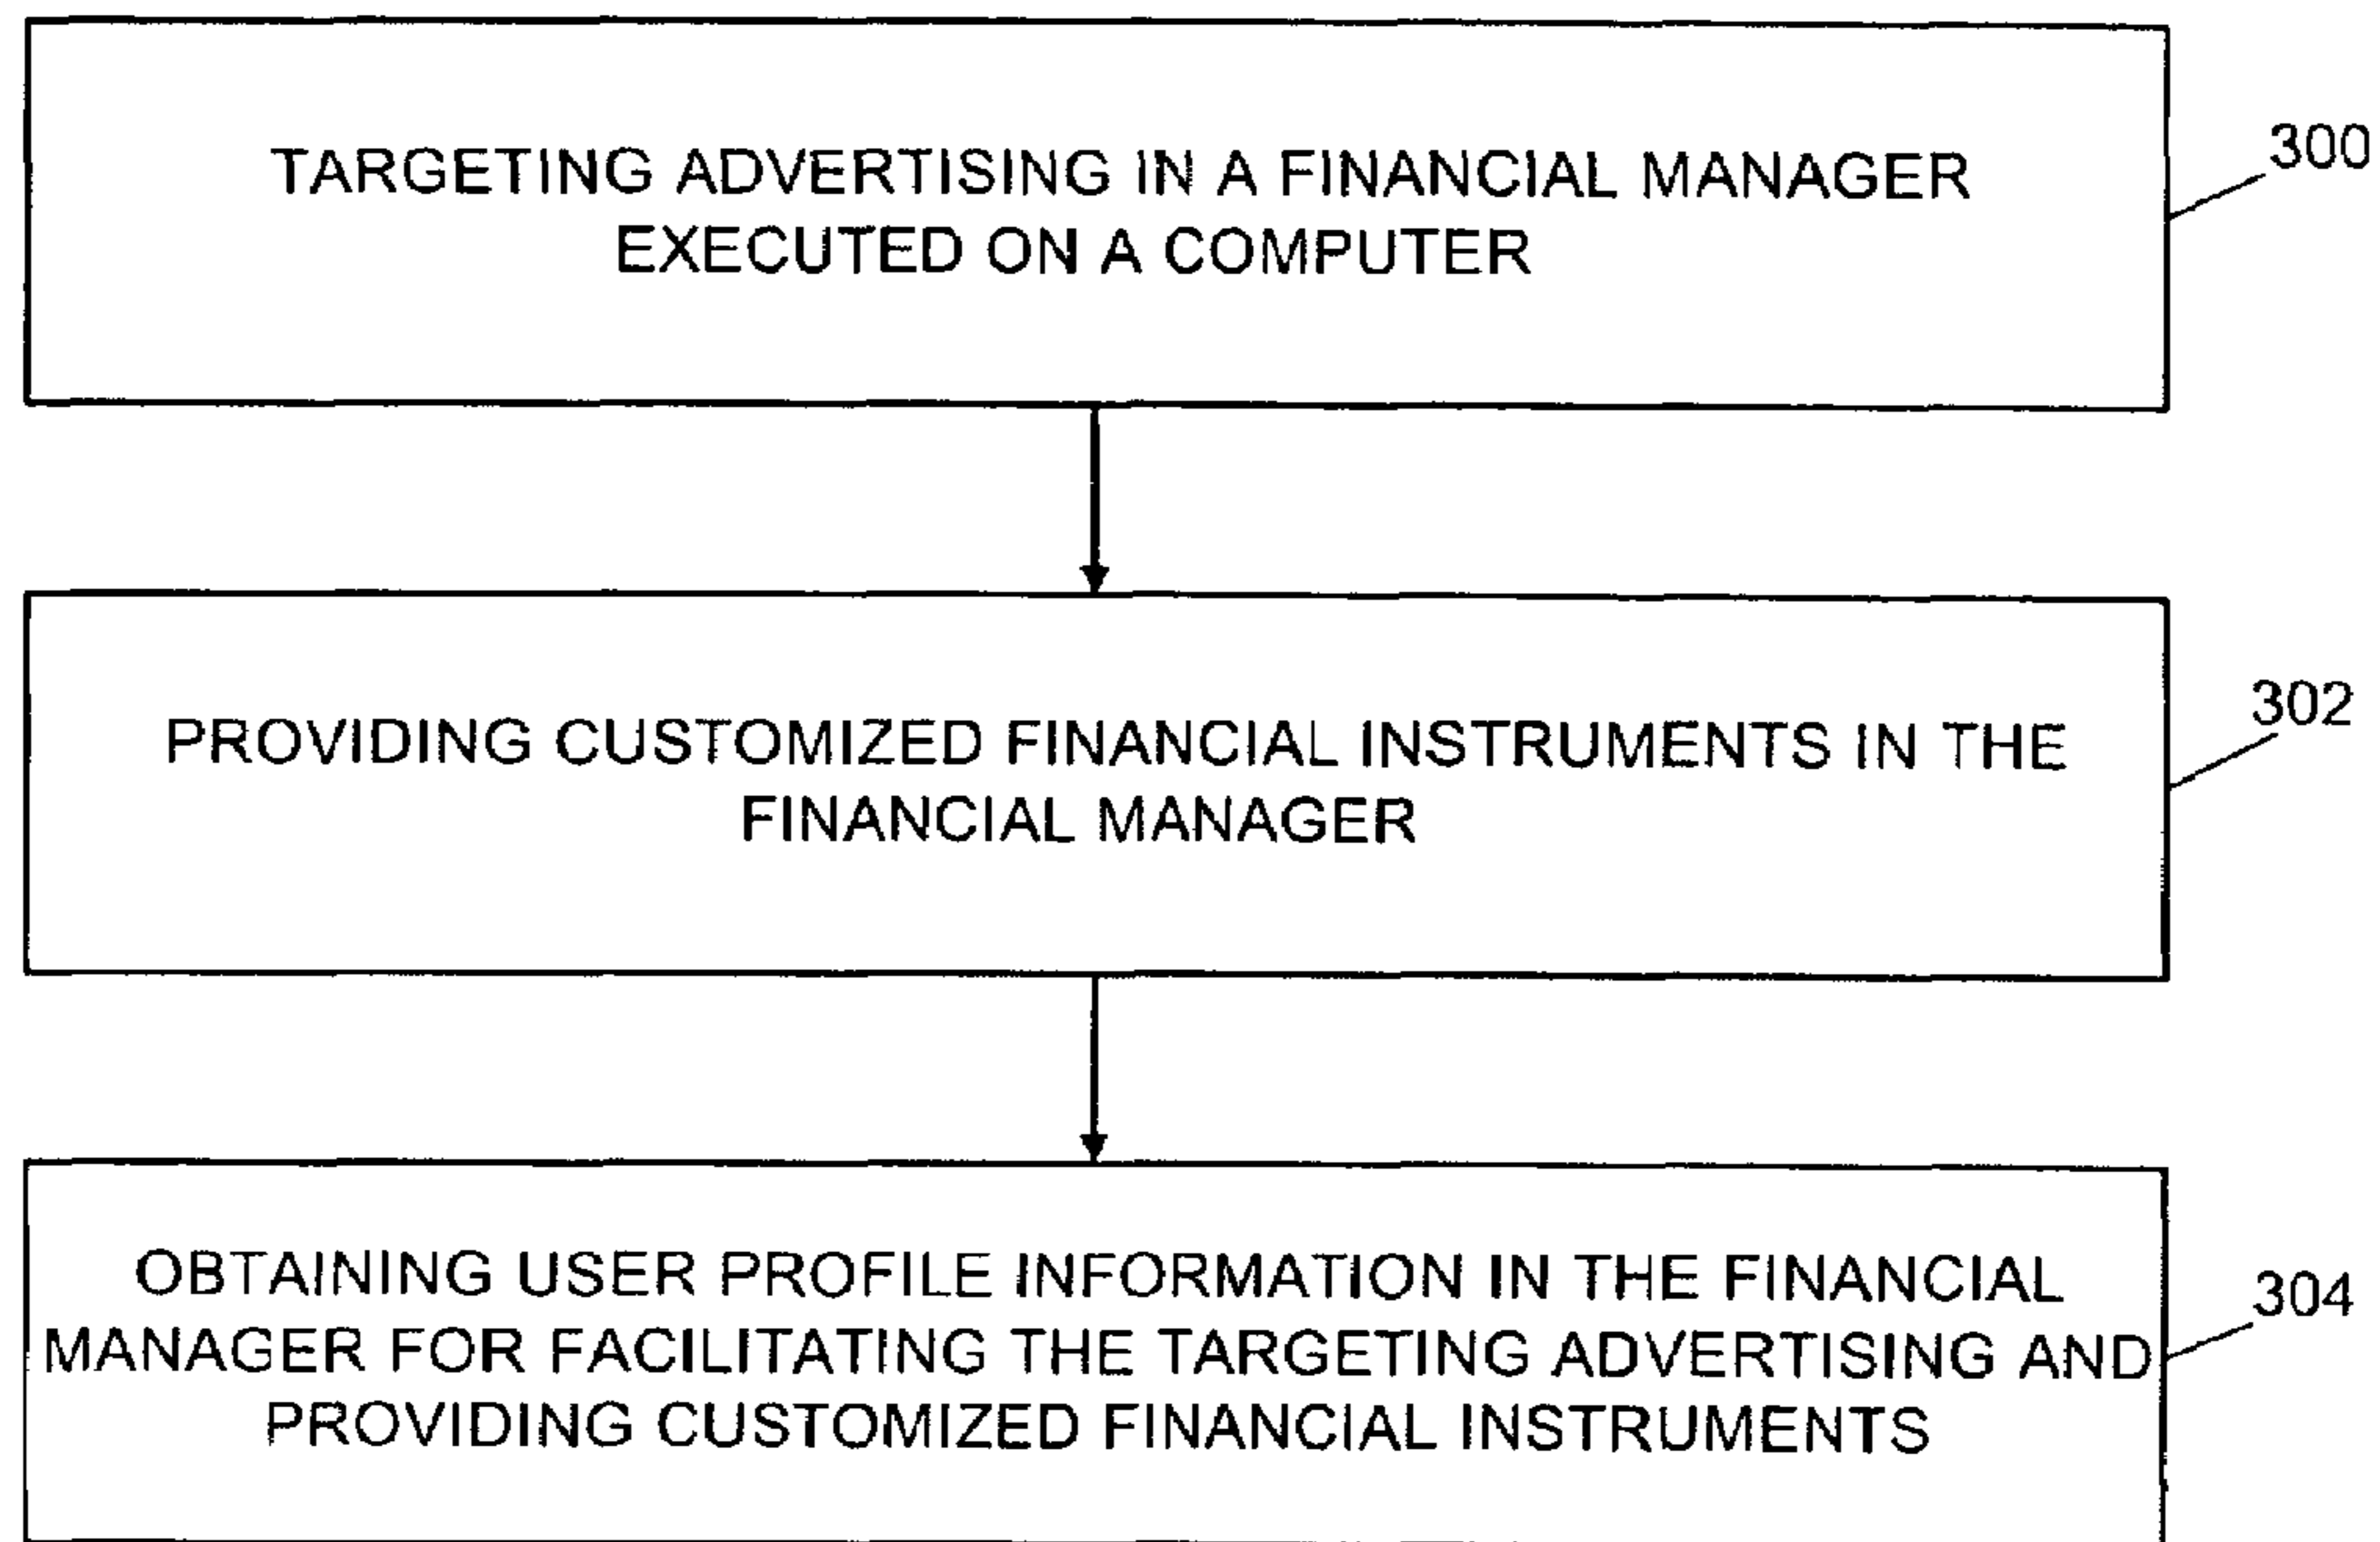 TARGETING ADVERTISING IN A FINANCIAL MANAGER
EXECUTED ON A COMPUTER
300
PROVIDING CUSTOMIZED FINANCIAL INSTRUMENTS IN THE
FINANCIAL MANAGER
302
OBTAINING USER PROFILE INFORMATION IN THE FINANCIAL
MANAGER FOR FACILITATING THE TARGETING ADVERTISING AND
PROVIDING CUSTOMIZED FINANCIAL INSTRUMENTS
304